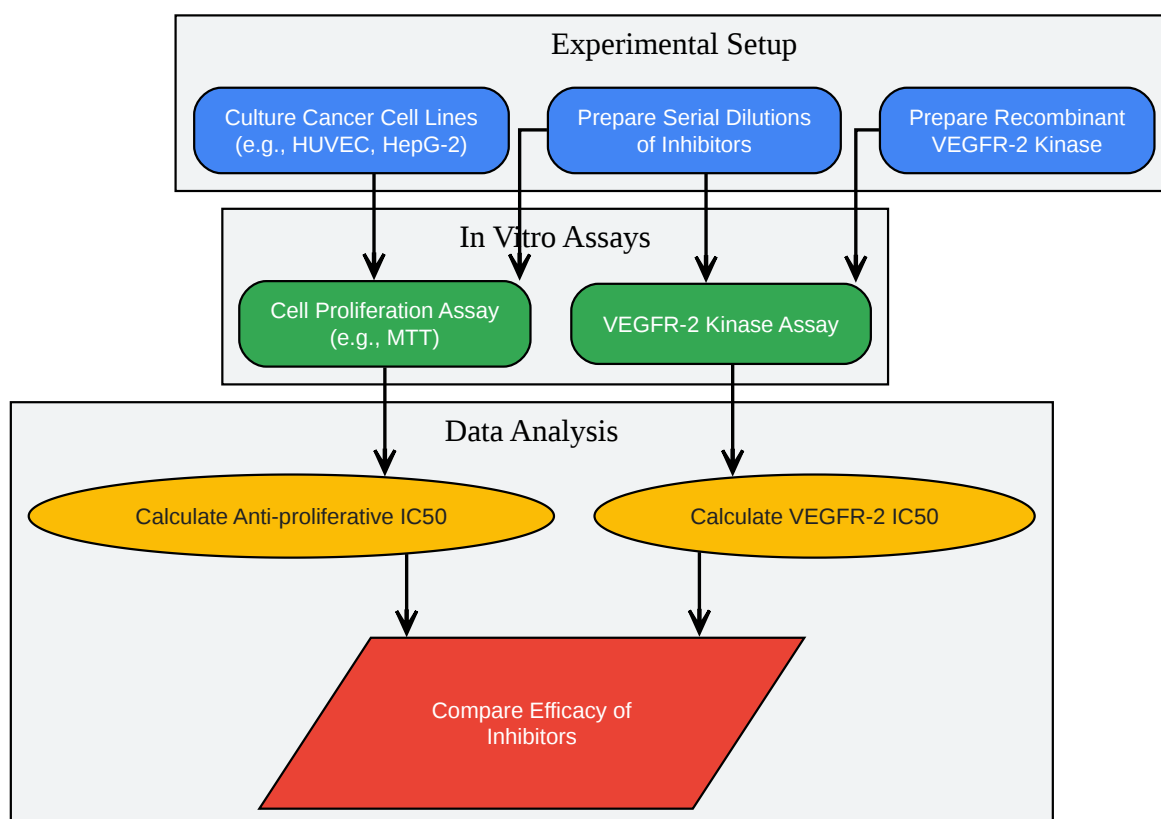 Experimental Setup
Culture Cancer Cell Lines
(e.g., HUVEC, HepG-2)
Prepare Serial Dilutions
of Inhibitors
Prepare Recombinant
VEGFR-2 Kinase
In Vitro Assays
Cell Proliferation Assay
(e.g., MTT)
VEGFR-2 Kinase Assay
Data Analysis
Calculate Anti-proliferative IC50
Calculate VEGFR-2 IC50
Compare Efficacy of
Inhibitors